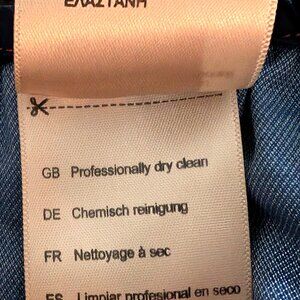 ΕΛΑΣΤΑΝΗ
GB Professionally dry clean
DE Chemisch reinigung
FR Nettoyage à sec
ES Limpiar profesional en seco